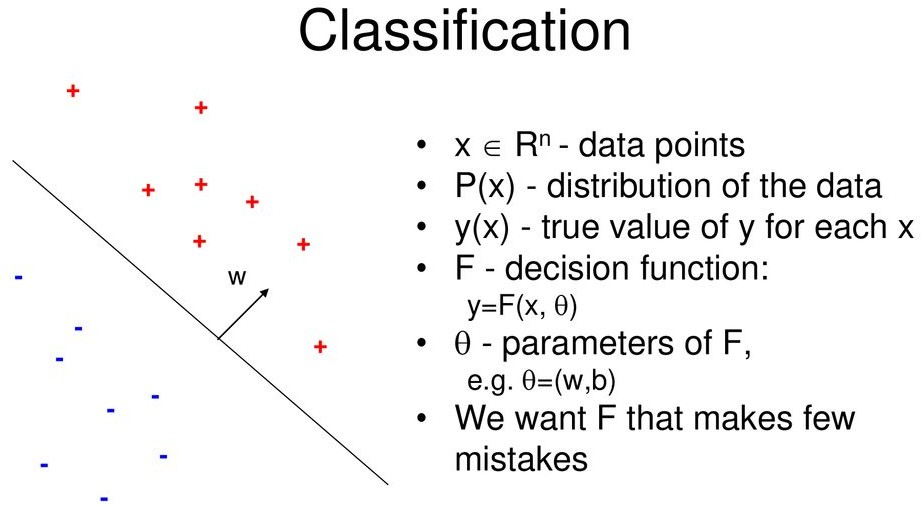 Classification
• x ∈ Rⁿ - data points
• P(x) - distribution of the data
• y(x) - true value of y for each x
• F - decision function:
y=F(x, θ)
• θ - parameters of F,
e.g. θ=(w,b)
• We want F that makes few
mistakes
w